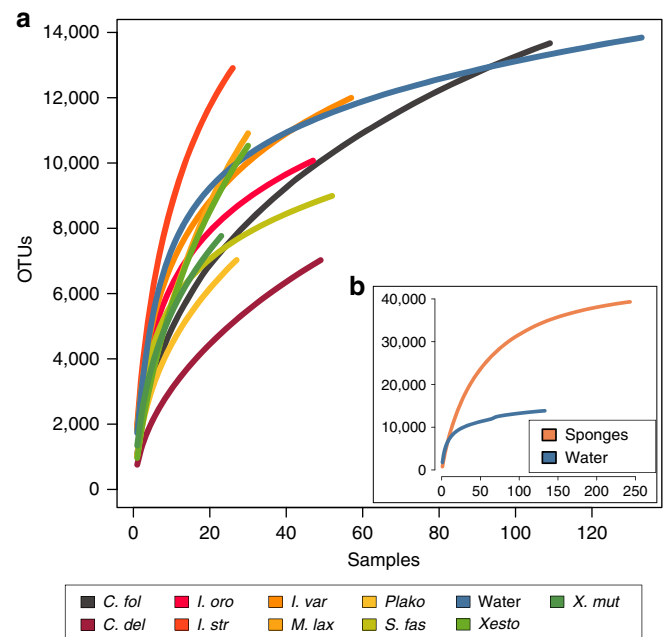 a
14,000
12,000
10,000
8,000
6,000
4,000
2,000
0
OTUs
0 20 40 60 80 100 120
Samples
b
40,000
30,000
20,000
10,000
0
0 50 100 150 200 250
Sponges
Water
C. fol I. oro I. var Plako Water X. mut
C. del I. str M. lax S. fas Xesto